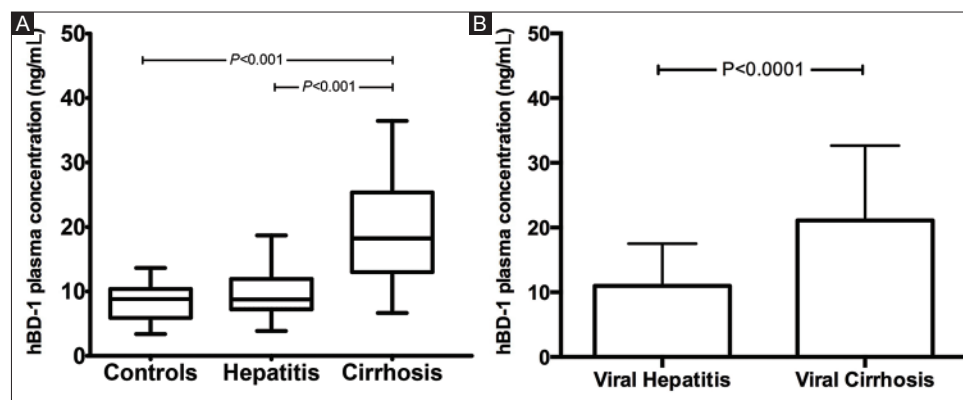 A
hBD-1 plasma concentration (ng/mL)
50
40
30
20
10
0
P<0.001
P<0.001
Controls Hepatitis Cirrhosis
B
hBD-1 plasma concentration (ng/mL)
50
40
30
20
10
0
P<0.0001
Viral Hepatitis Viral Cirrhosis